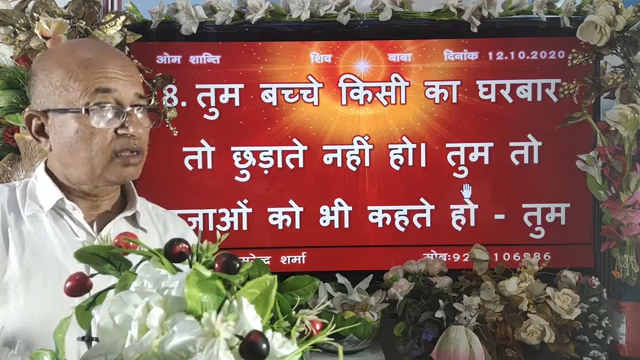 ओम शान्ति शिव बाबा दिनांक 12.10.2020
8. तुम बच्चे किसी का घरबार
तो छुड़ाते नहीं हो। तुम तो
को भी कहते हो - तुम
शर्मा